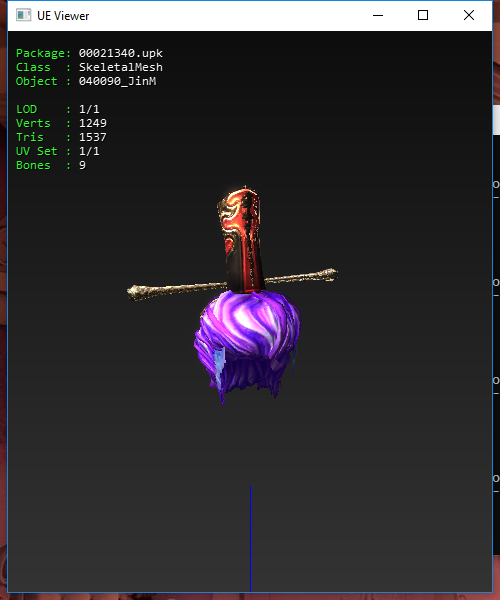 UE Viewer
Package: 00021340.upk
Class : SkeletalMesh
Object : 040090_JinM
LOD : 1/1
Verts : 1249
Tris : 1537
UV Set : 1/1
Bones : 9